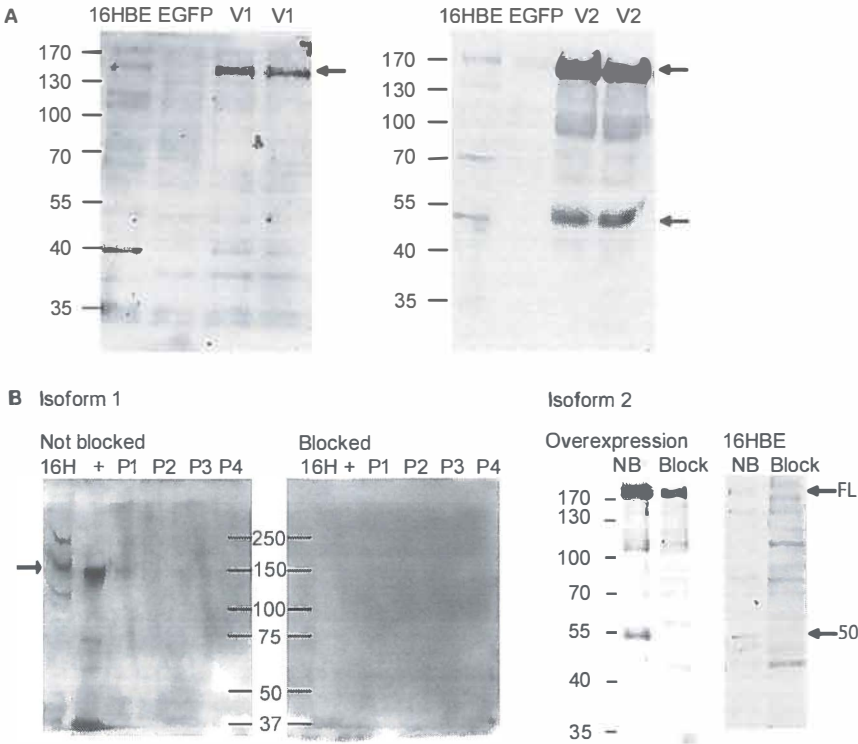 A
16HBE EGFP V1 V1
170
130
100
70
55
40
35
16HBE EGFP V2 V2
170
130
100
70
55
40
35
B Isoform 1
Not blocked
16H + P1 P2 P3 P4
Blocked
16H + P1 P2 P3 P4
250
150
100
75
50
37
Isoform 2
Overexpression 16HBE
NB Block NB Block
170
130
100
70
55
40
35
FL
50